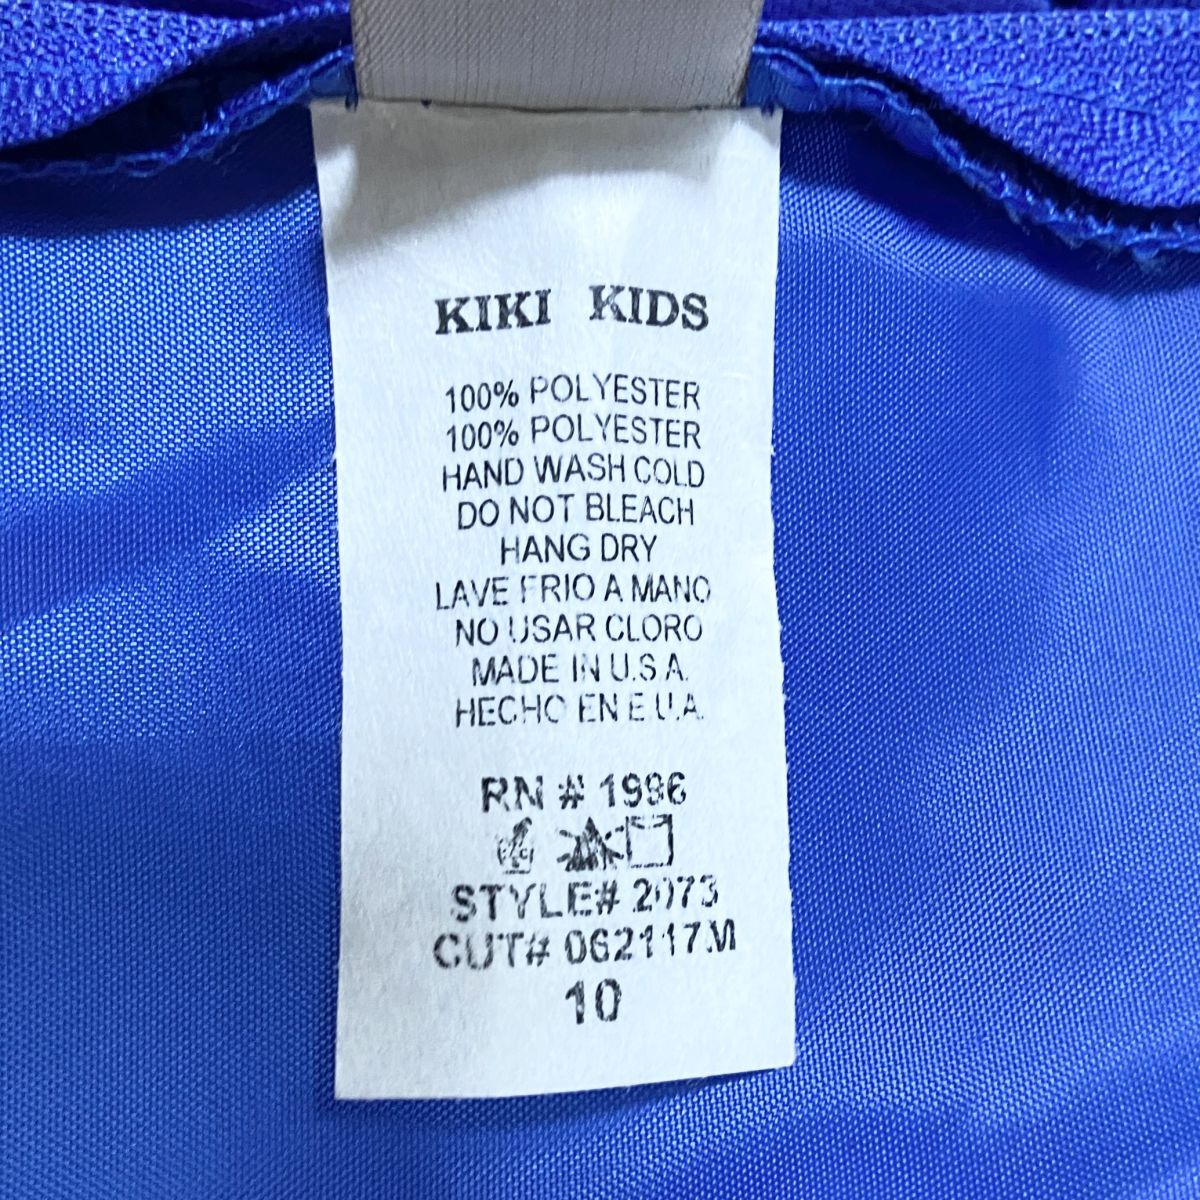 KIKI KIDS
100% POLYESTER
100% POLYESTER
HAND WASH COLD
DO NOT BLEACH
HANG DRY
LAVE FRIO A MANO
NO USAR CLORO
MADE IN U.S.A.
HECHO EN E.U.A.
RN # 1996
STYLE# 2073
CUT# 062117M
10